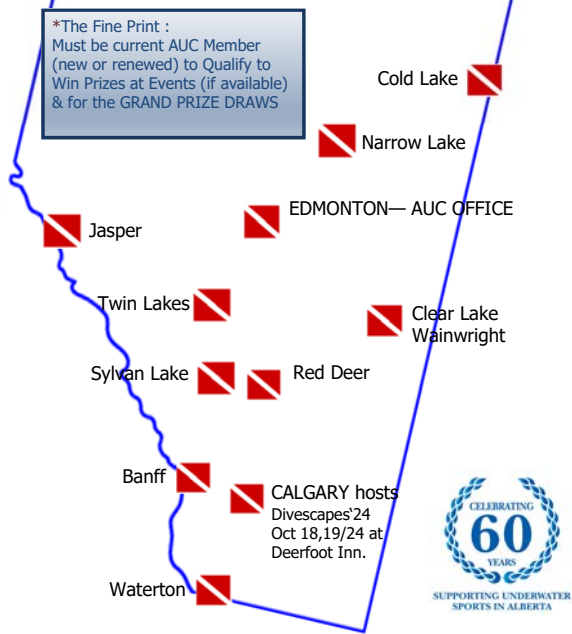 *The Fine Print :
Must be current AUC Member
(new or renewed) to Qualify to
Win Prizes at Events (if available)
& for the GRAND PRIZE DRAWS
Cold Lake
Narrow Lake
EDMONTON— AUC OFFICE
Jasper
Twin Lakes
Clear Lake
Wainwright
Sylvan Lake
Red Deer
Banff
CALGARY hosts
Divescapes‘24
Oct 18,19/24 at
Deerfoot Inn.
Waterton
CELEBRATING
60
YEARS
SUPPORTING UNDERWATER
SPORTS IN ALBERTA